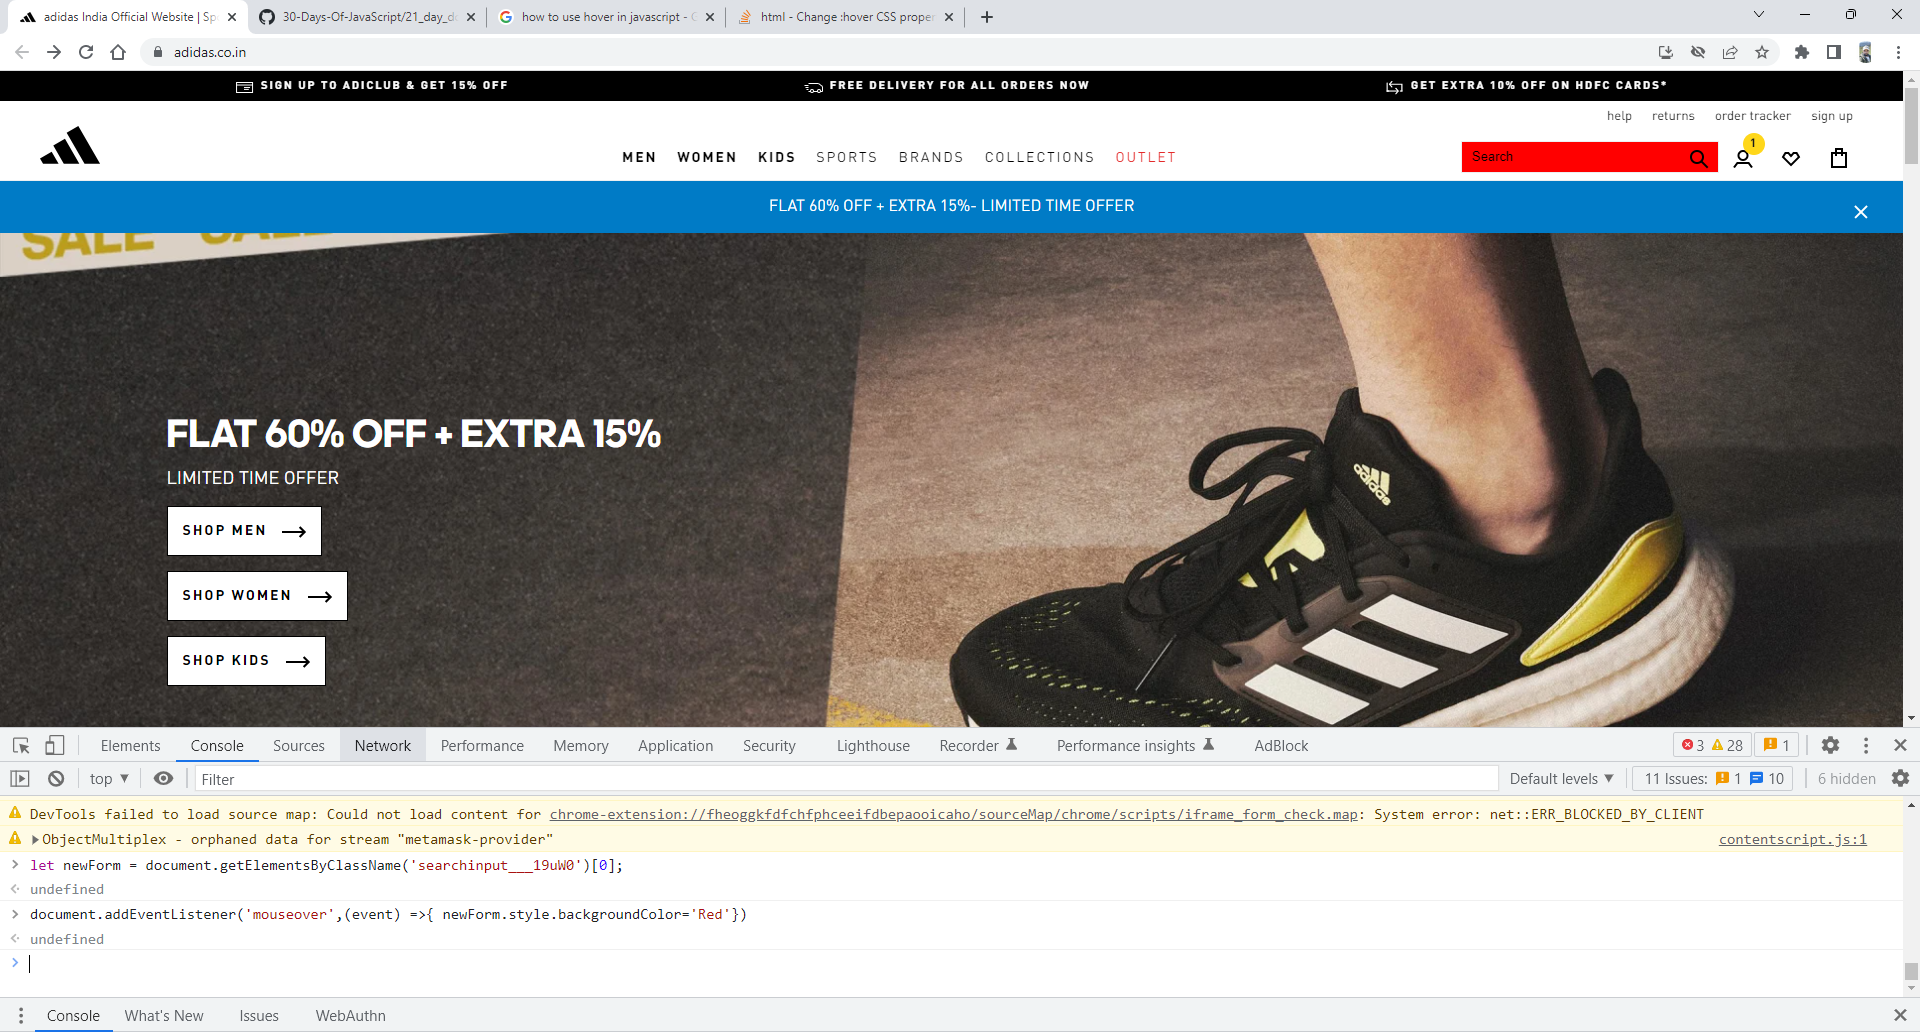 adidas India Official Website | Sp
30-Days-Of-JavaScript/21_day_d
how to use hover in javascript - G
html - Change :hover CSS proper
adidas.co.in
SIGN UP TO ADICLUB & GET 15% OFF
FREE DELIVERY FOR ALL ORDERS NOW
GET EXTRA 10% OFF ON HDFC CARDS*
help returns order tracker sign up
MEN WOMEN KIDS SPORTS BRANDS COLLECTIONS OUTLET
Search
1
FLAT 60% OFF + EXTRA 15%- LIMITED TIME OFFER
SALE
adidas
FLAT 60% OFF + EXTRA 15%
LIMITED TIME OFFER
SHOP MEN
SHOP WOMEN
SHOP KIDS
Elements Console Sources Network Performance Memory Application Security Lighthouse Recorder Performance insights AdBlock 3 28 1
top Filter Default levels 11 Issues: 1 10 6 hidden
DevTools failed to load source map: Could not load content for chrome-extension://fheoggkfdfchfphceeifdbepaooicaho/sourceMap/chrome/scripts/iframe_form_check.map: System error: net::ERR_BLOCKED_BY_CLIENT
ObjectMultiplex - orphaned data for stream "metamask-provider" contentscript.js:1
let newForm = document.getElementsByClassName('searchinput___19uW0')[0];
undefined
document.addEventListener('mouseover',(event) =>{ newForm.style.backgroundColor='Red'})
undefined
Console What's New Issues WebAuthn